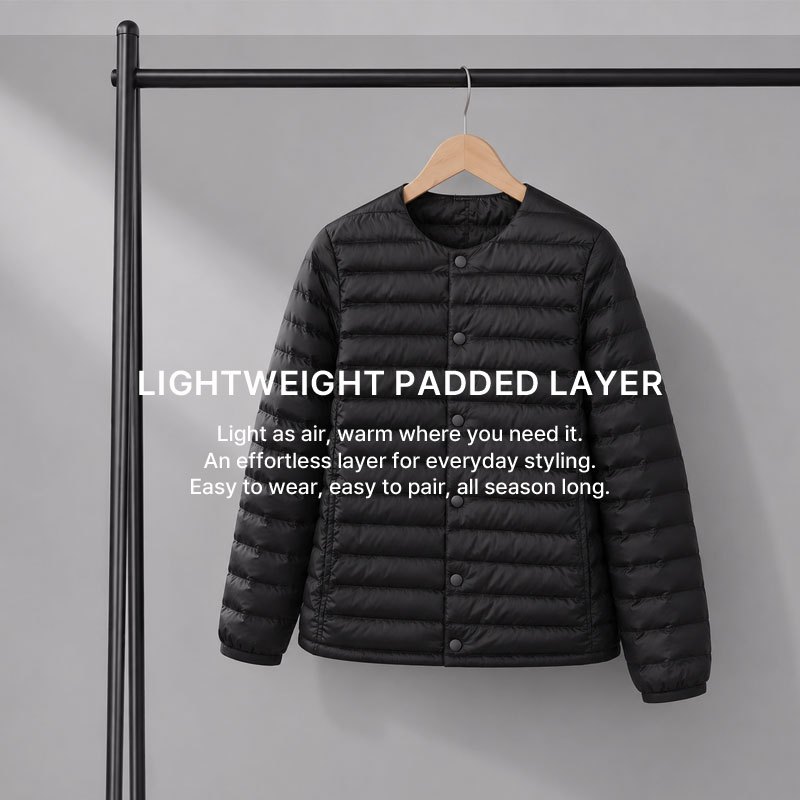 LIGHTWEIGHT PADDED LAYER
Light as air, warm where you need it.
An effortless layer for everyday styling.
Easy to wear, easy to pair, all season long.